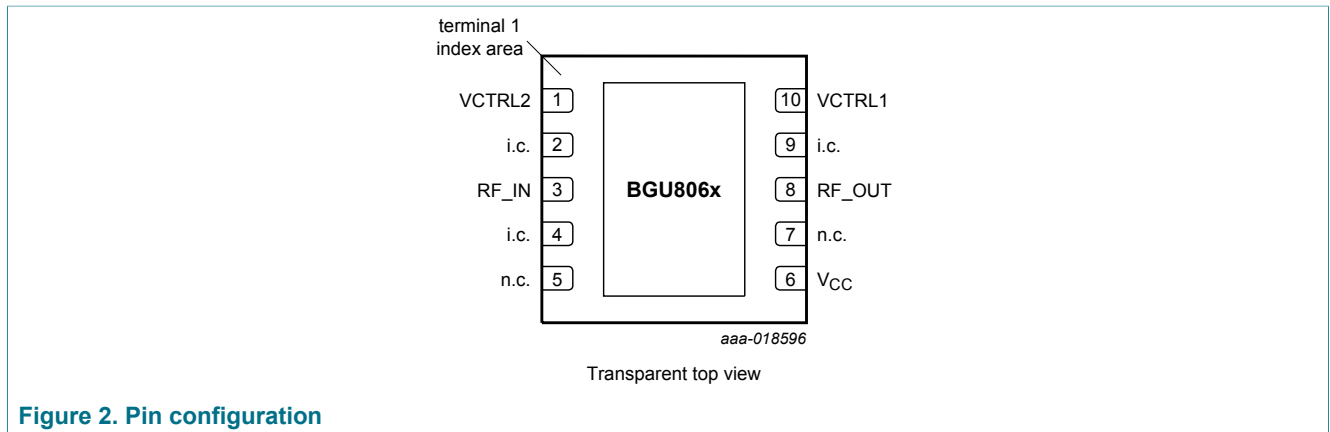 terminal 1
index area
VCTRL2 1 10 VCTRL1
i.c. 2 9 i.c.
RF_IN 3 BGU806x 8 RF_OUT
i.c. 4 7 n.c.
n.c. 5 6 VCC
aaa-018596
Transparent top view
Figure 2. Pin configuration